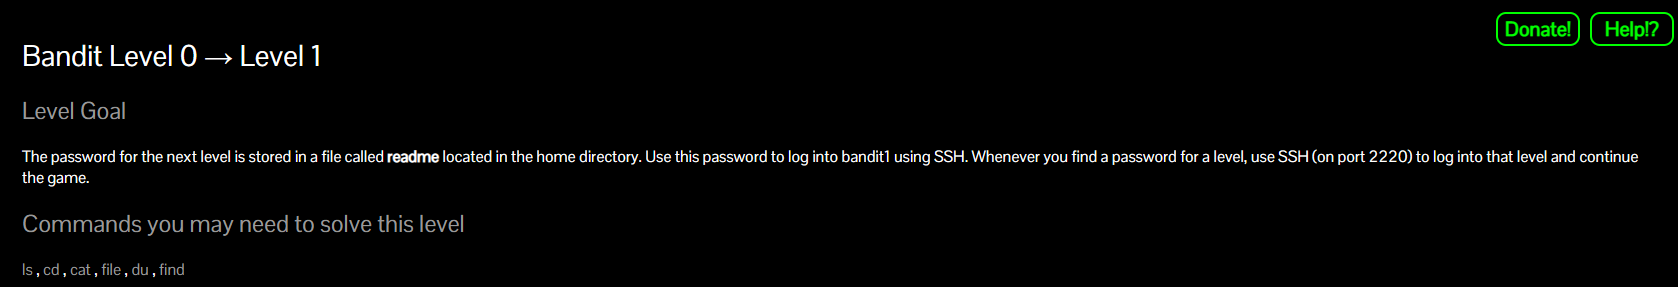 Donate! Help!?
Bandit Level 0 → Level 1
Level Goal
The password for the next level is stored in a file called readme located in the home directory. Use this password to log into bandit1 using SSH. Whenever you find a password for a level, use SSH (on port 2220) to log into that level and continue
the game.
Commands you may need to solve this level
ls , cd , cat , file , du , find